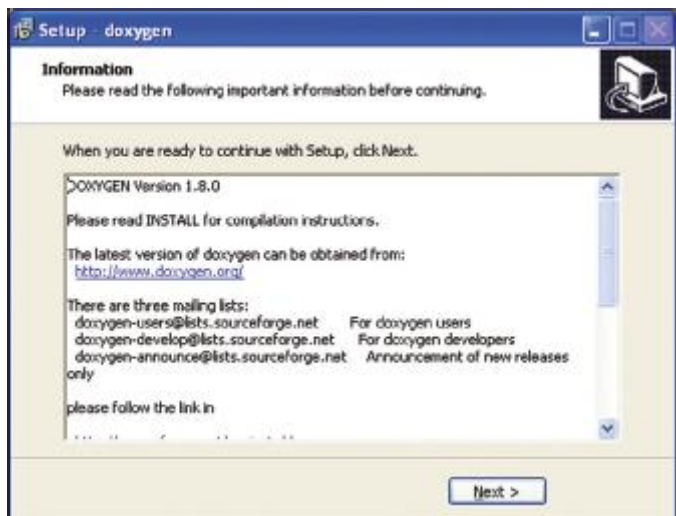 Setup - doxygen
Information
Please read the following important information before continuing.
When you are ready to continue with Setup, click Next.
DOXYGEN Version 1.8.0
Please read INSTALL for compilation instructions.
The latest version of doxygen can be obtained from:
http://www.doxygen.org/
There are three mailing lists:
doxygen-users@lists.sourceforge.net For doxygen users
doxygen-develop@lists.sourceforge.net For doxygen developers
doxygen-announce@lists.sourceforge.net Announcement of new releases
only
please follow the link in
Next >